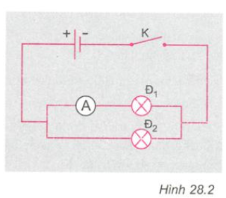 + − K
A Đ₁
Đ₂
Hình 28.2